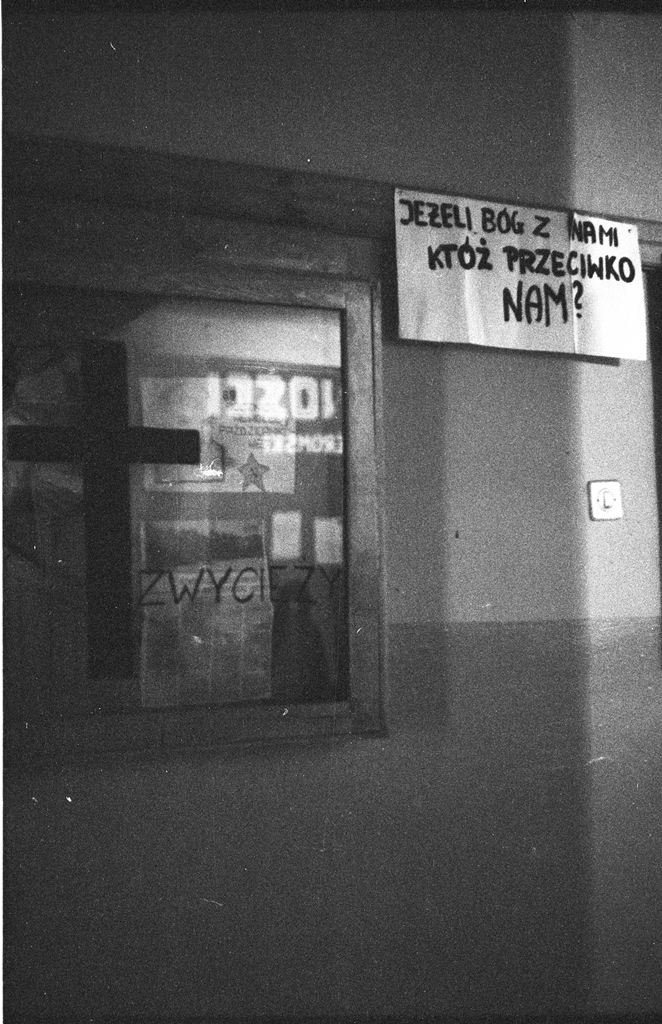 JEŻELI BÓG Z NAMI
KTÓŻ PRZECIWKO
NAM?
ZWYCIĘŻY